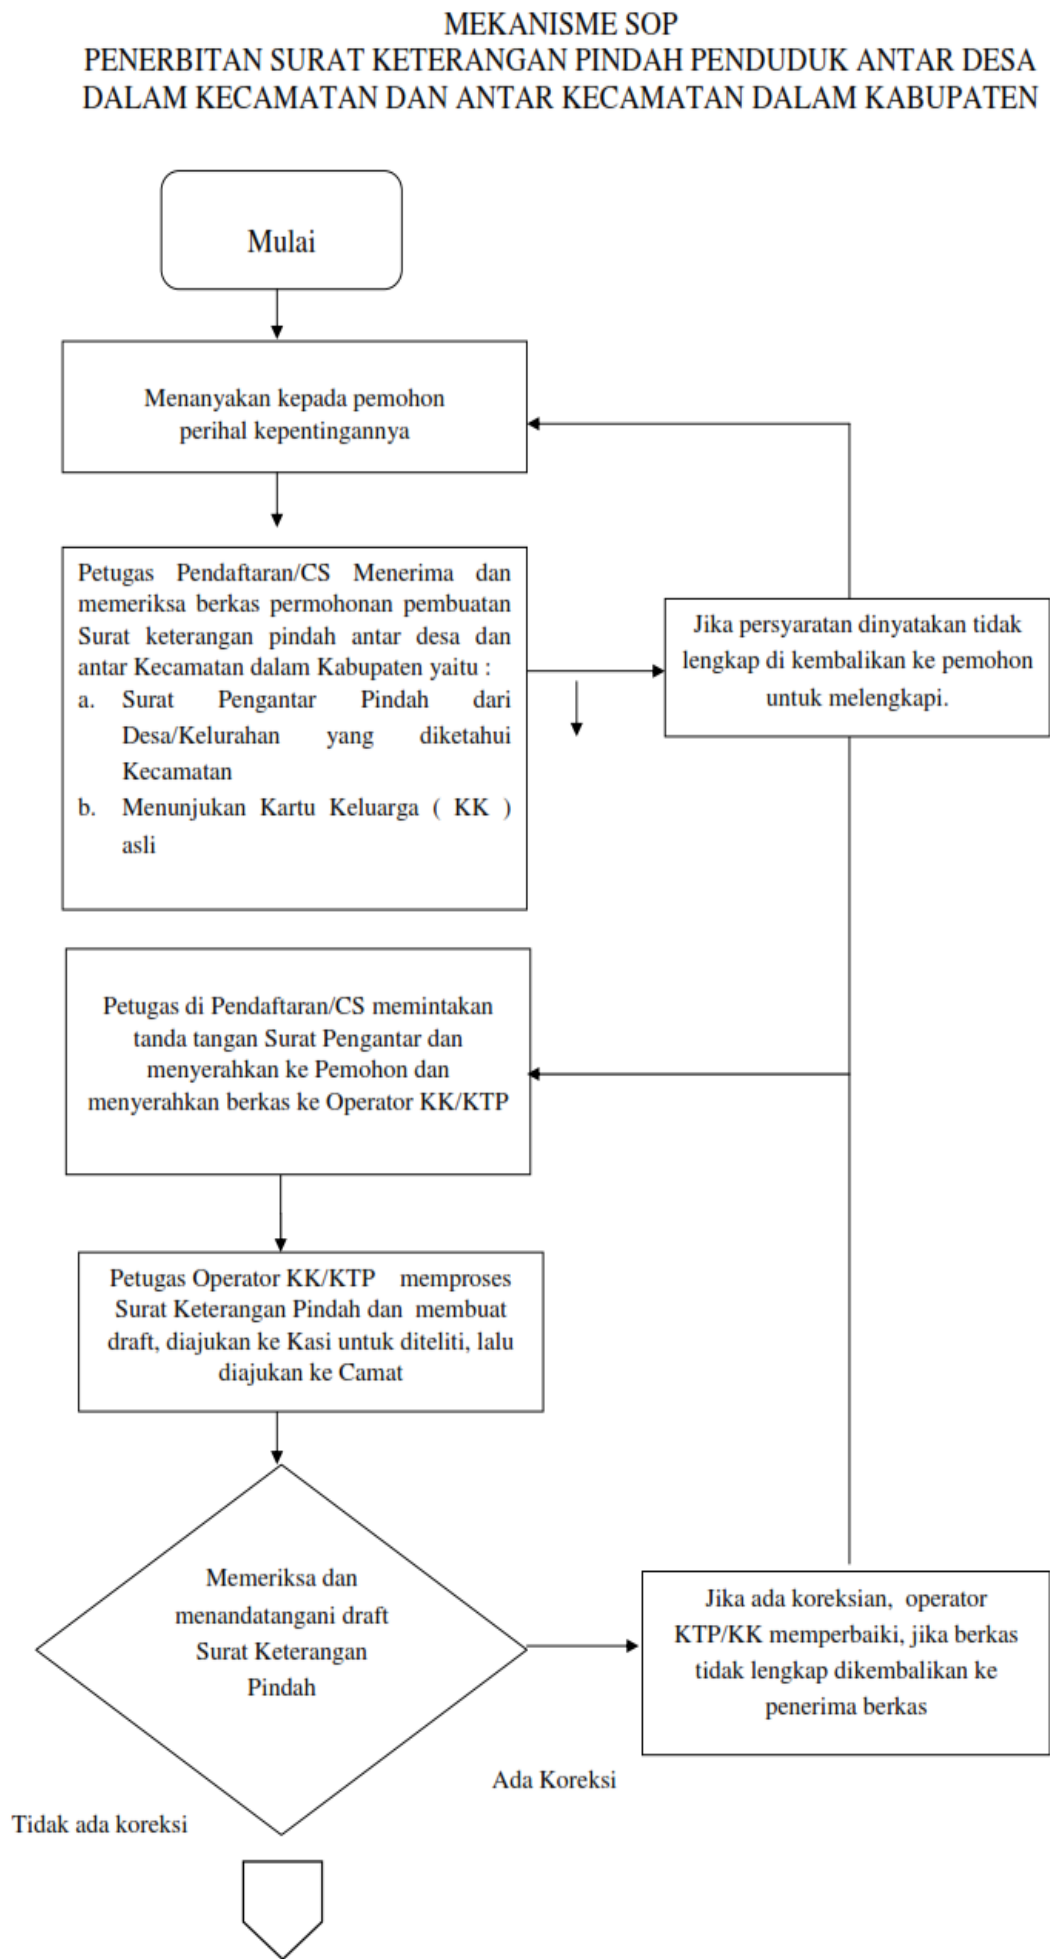 MEKANISME SOP
PENERBITAN SURAT KETERANGAN PINDAH PENDUDUK ANTAR DESA
DALAM KECAMATAN DAN ANTAR KECAMATAN DALAM KABUPATEN
Mulai
Menanyakan kepada pemohon
perihal kepentingannya
Petugas Pendaftaran/CS Menerima dan
memeriksa berkas permohonan pembuatan
Surat keterangan pindah antar desa dan
antar Kecamatan dalam Kabupaten yaitu :
a. Surat Pengantar Pindah dari
Desa/Kelurahan yang diketahui
Kecamatan
b. Menunjukan Kartu Keluarga ( KK )
asli
Jika persyaratan dinyatakan tidak
lengkap di kembalikan ke pemohon
untuk melengkapi.
Petugas di Pendaftaran/CS memintakan
tanda tangan Surat Pengantar dan
menyerahkan ke Pemohon dan
menyerahkan berkas ke Operator KK/KTP
Petugas Operator KK/KTP memproses
Surat Keterangan Pindah dan membuat
draft, diajukan ke Kasi untuk diteliti, lalu
diajukan ke Camat
Memeriksa dan
menandatangani draft
Surat Keterangan
Pindah
Jika ada koreksian, operator
KTP/KK memperbaiki, jika berkas
tidak lengkap dikembalikan ke
penerima berkas
Ada Koreksi
Tidak ada koreksi